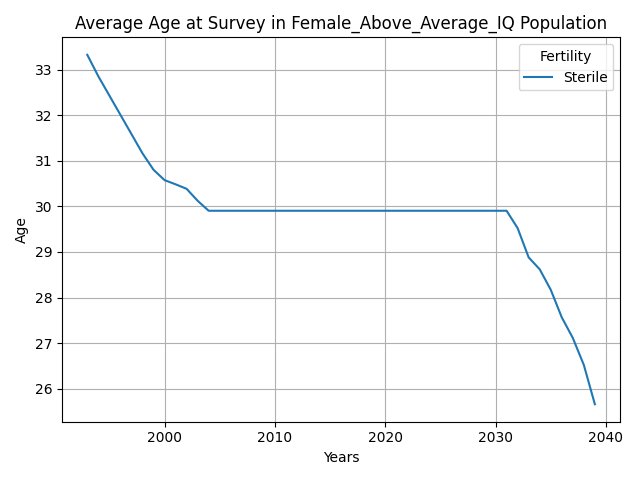 Average Age at Survey in Female_Above_Average_IQ Population
Fertility
Sterile
33
32
31
30
29
28
27
26
Age
2000
2010
2020
2030
2040
Years